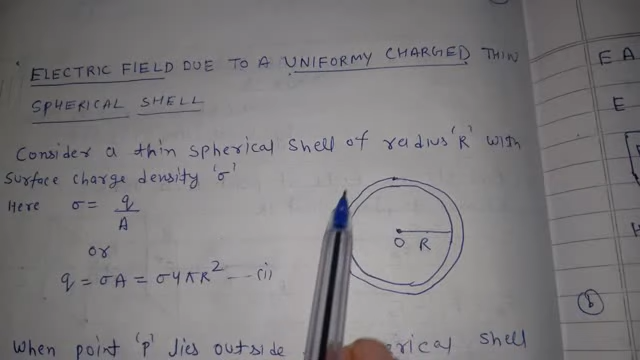 ELECTRIC FIELD DUE TO A UNIFORMY CHARGED THIN
SPHERICAL SHELL
Consider a thin spherical shell of radius 'R' with
surface charge density 'σ'
Here σ = q/A
or
q = σA = σ4πR² --- (i)
O R
When point 'p' lies outside shell
E A
E
(b)